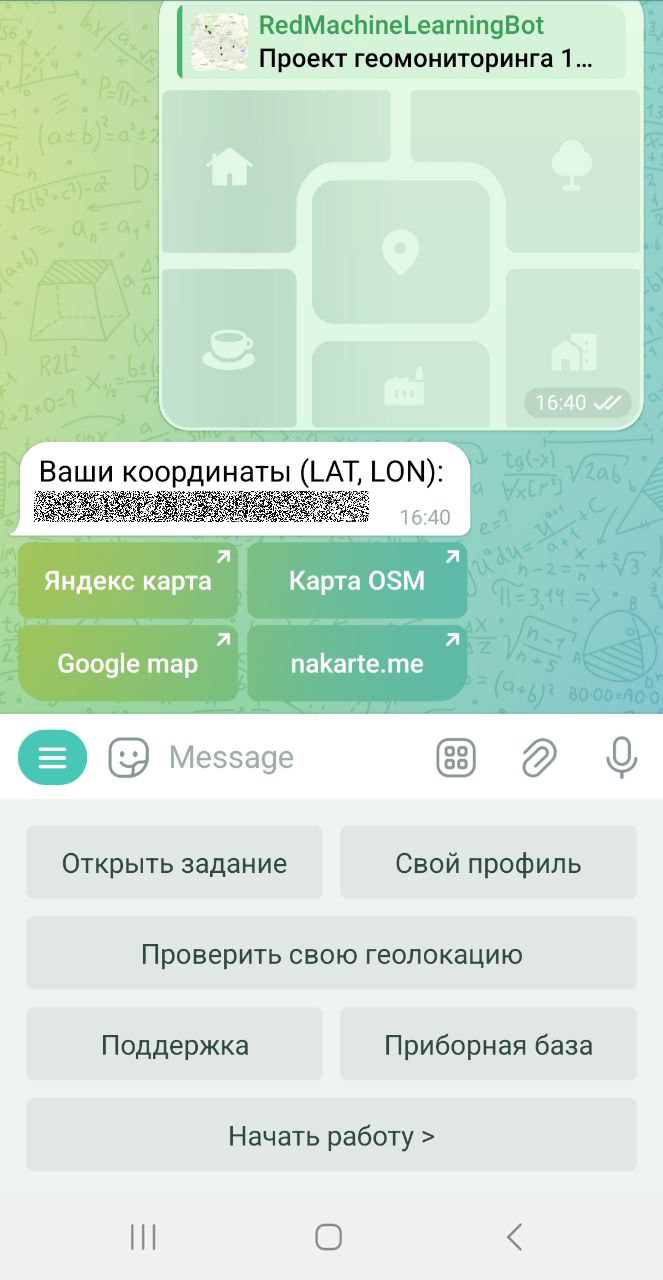 RedMachineLearningBot
Проект геомониторинга 1...
16:40
Ваши координаты (LAT, LON):
16:40
Яндекс карта
Карта OSM
Google map
nakarte.me
Message
Открыть задание
Свой профиль
Проверить свою геолокацию
Поддержка
Приборная база
Начать работу >